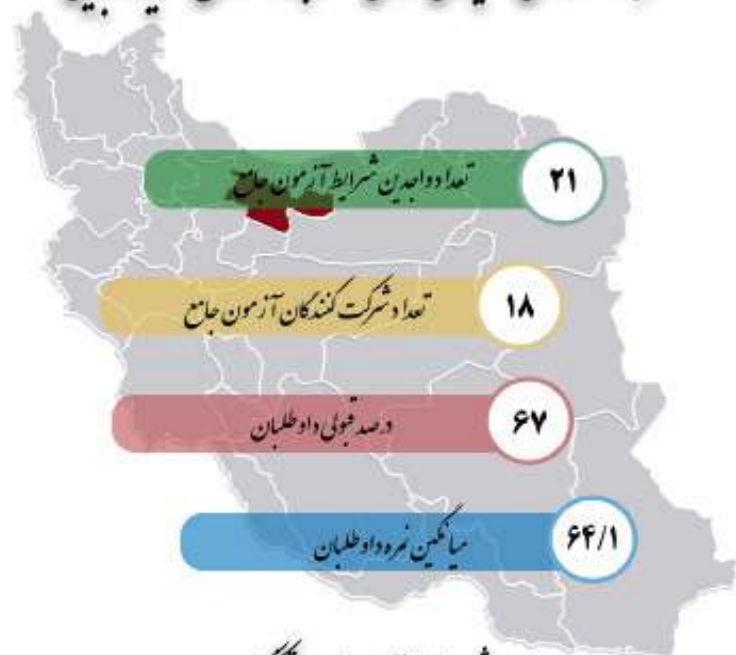 ۲۱ تعداد واجدین شرایط آزمون جامع
۱۸ تعداد شرکت کنندگان آزمون جامع
۶۷ درصد قبولی داوطلبان
۶۴/۱ میانگین نمره داوطلبان